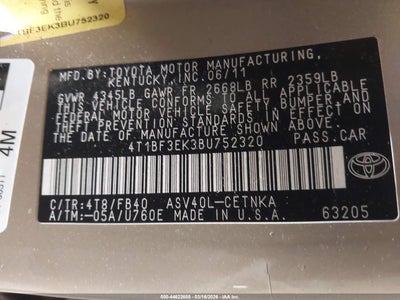 1BF3EK3BU752320
4M
MFD.BY:TOYOTA MOTOR MANUFACTURING,
KENTUCKY,INC.06/11
GVWR 4345LB GAWR FR 2668LB RR 2359LB
THIS VEHICLE CONFORMS TO ALL APPLICABLE
FEDERAL MOTOR VEHICLE SAFETY BUMPER, AND
THEFT PREVENTION STANDARDS IN EFFECT ON
THE DATE OF MANUFACTURE SHOWN ABOVE.
4T1BF3EK3BU752320 PASS.CAR
TOYOTA
C/TR:4T8/FB40 ASV40L-CETNKA
A/TM:-05A/U760E MADE IN U.S.A. 63205